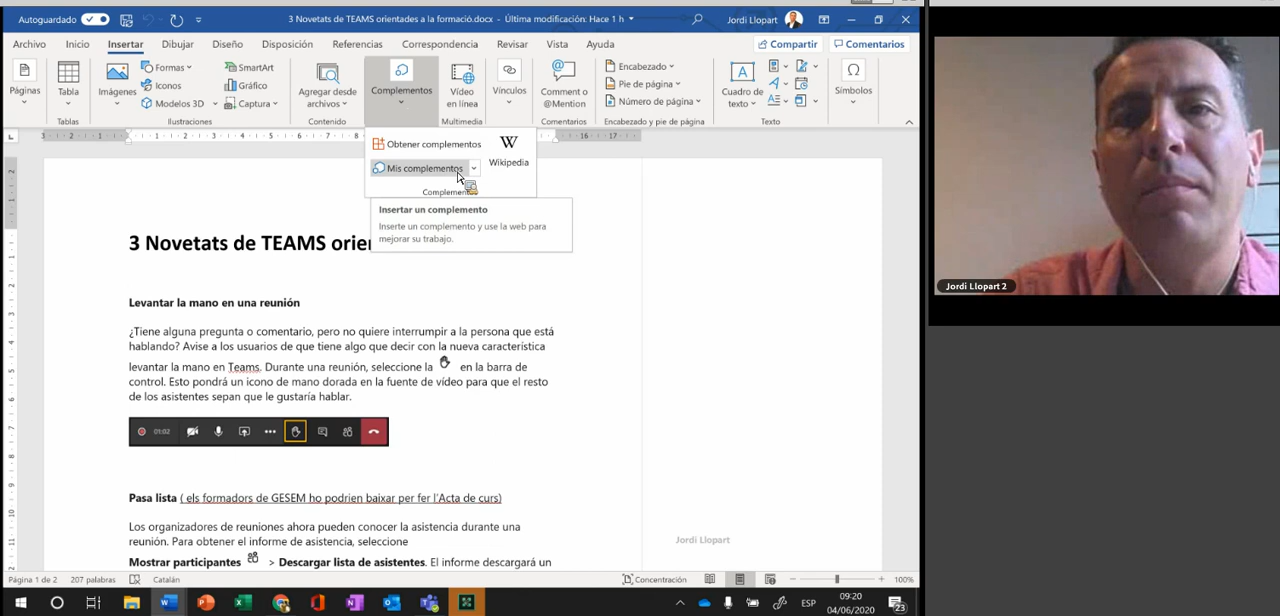 Autoguardado
3 Novetats de TEAMS orientades a la formació.docx - Última modificación: Hace 1 h
Jordi Llopart
Archivo Inicio Insertar Dibujar Diseño Disposición Referencias Correspondencia Revisar Vista Ayuda
Compartir Comentarios
Páginas
Tabla
Tablas
Imágenes
Formas
Iconos
Modelos 3D
SmartArt
Gráfico
Captura
Ilustraciones
Agregar desde
archivos
Contenido
Complementos
Vídeo
en línea
Multimedia
Vínculos
Comento o
@Mention
Comentarios
Encabezado
Pie de página
Número de página
Encabezado y pie de página
Cuadro de
texto
Texto
Símbolos
Obtener complementos
Mis complementos
W
Wikipedia
Insertar un complemento
Inserte un complemento y use la web para
mejorar su trabajo.
3 Novetats de TEAMS orie
Levantar la mano en una reunión
¿Tiene alguna pregunta o comentario, pero no quiere interrumpir a la persona que está
hablando? Avise a los usuarios de que tiene algo que decir con la nueva característica
levantar la mano en Teams. Durante una reunión, seleccione la en la barra de
control. Esto pondrá un icono de mano dorada en la fuente de vídeo para que el resto
de los asistentes sepan que le gustaría hablar.
01:02
Pasa lista ( els formadors de GESEM ho podrien baixar per fer l'Acta de curs)
Los organizadores de reuniones ahora pueden conocer la asistencia durante una
reunión. Para obtener el informe de asistencia, seleccione
Mostrar participantes > Descargar lista de asistentes. El informe descargará un
Jordi Llopart
Página 1 de 2 207 palabras Catalán
Concentración
100%
ESP
09:20
04/06/2020
23
Jordi Llopart 2